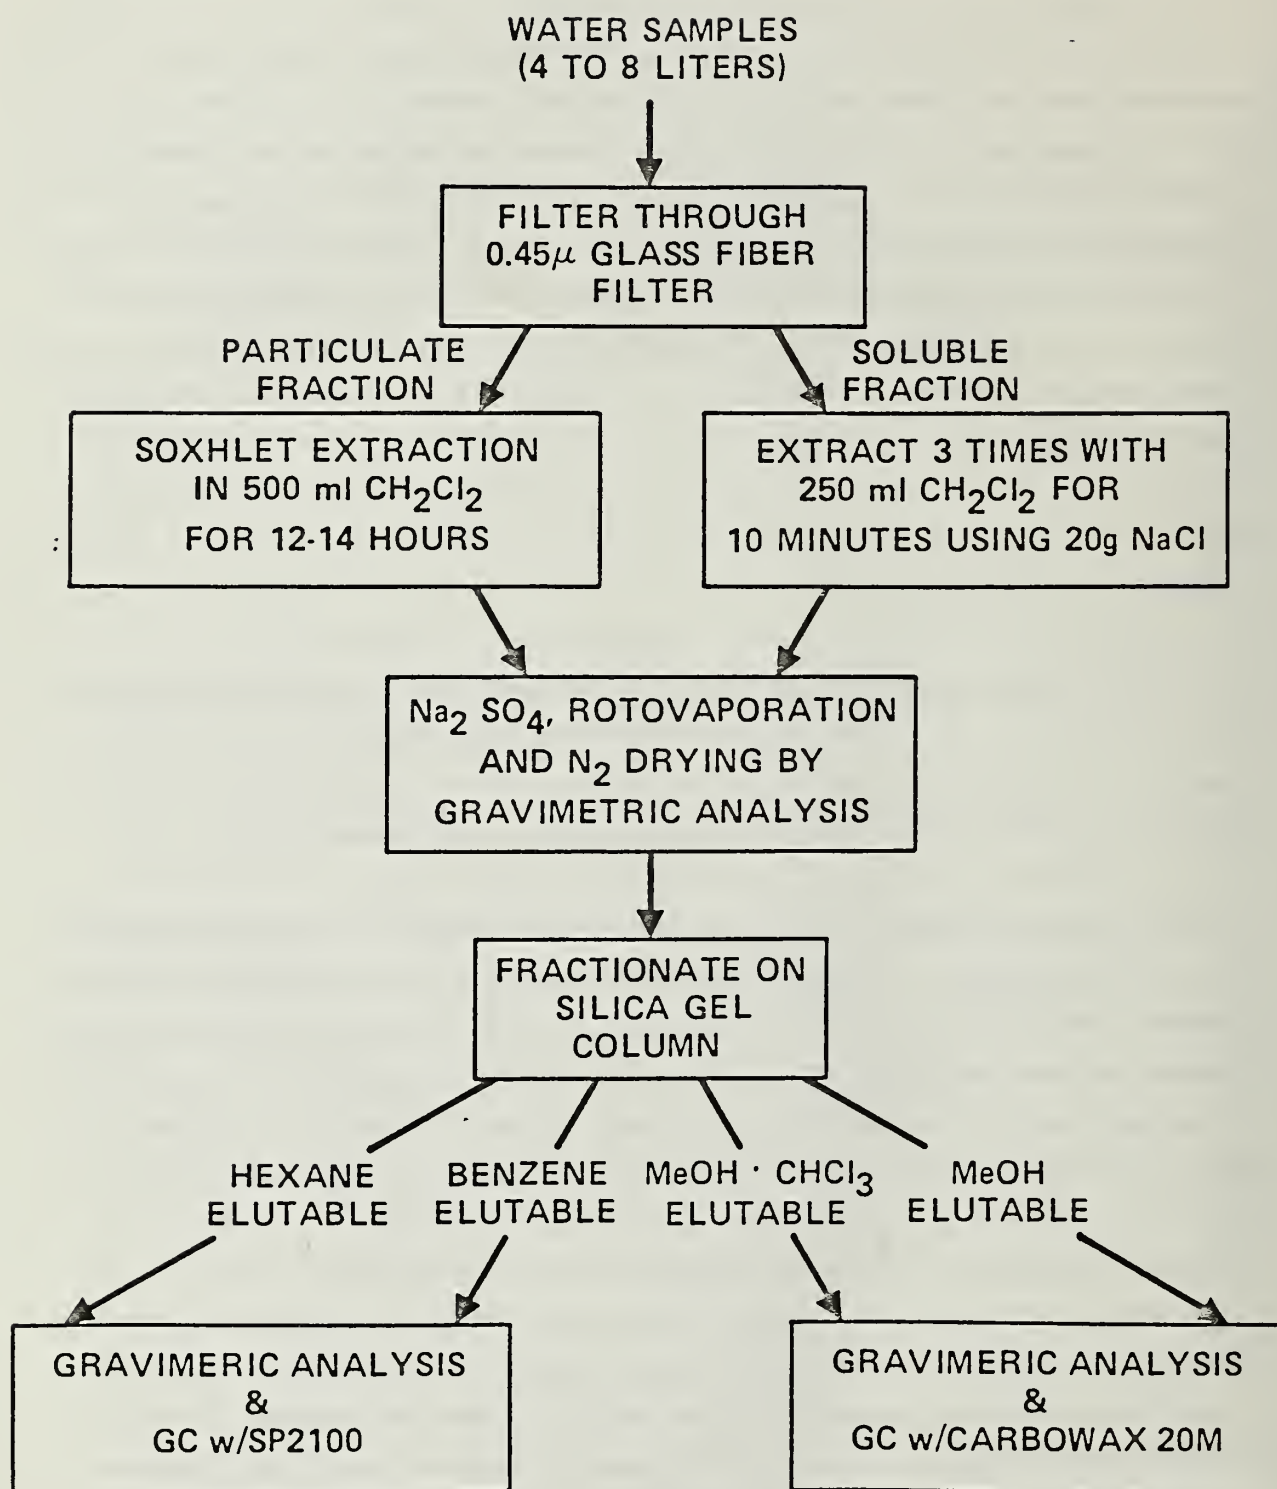 WATER SAMPLES
(4 TO 8 LITERS)
FILTER THROUGH
0.45μ GLASS FIBER
FILTER
PARTICULATE
FRACTION
SOLUBLE
FRACTION
SOXHLET EXTRACTION
IN 500 ml CH₂Cl₂
FOR 12-14 HOURS
EXTRACT 3 TIMES WITH
250 ml CH₂Cl₂ FOR
10 MINUTES USING 20g NaCl
Na₂ SO₄, ROTOVAPORATION
AND N₂ DRYING BY
GRAVIMETRIC ANALYSIS
FRACTIONATE ON
SILICA GEL
COLUMN
HEXANE
ELUTABLE
BENZENE
ELUTABLE
MeOH · CHCl₃
ELUTABLE
MeOH
ELUTABLE
GRAVIMERIC ANALYSIS
&
GC w/SP2100
GRAVIMERIC ANALYSIS
&
GC w/CARBOWAX 20M